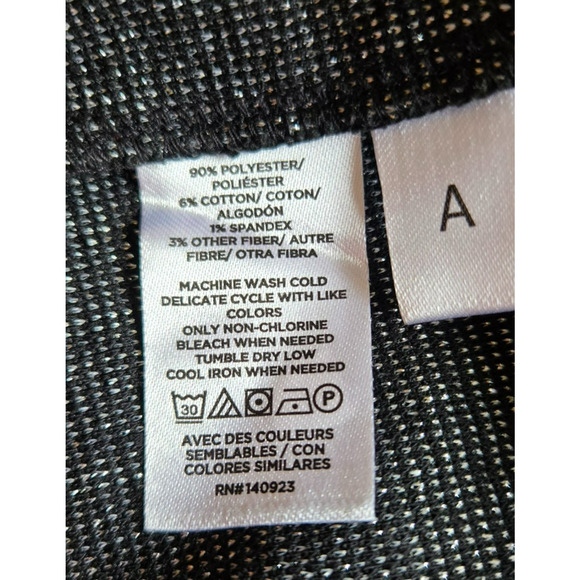 90% POLYESTER/
POLIÉSTER
6% COTTON/ COTON/
ALGODÓN
1% SPANDEX
3% OTHER FIBER/ AUTRE
FIBRE/ OTRA FIBRA
MACHINE WASH COLD
DELICATE CYCLE WITH LIKE
COLORS
ONLY NON-CHLORINE
BLEACH WHEN NEEDED
TUMBLE DRY LOW
COOL IRON WHEN NEEDED
30 P
AVEC DES COULEURS
SEMBLABLES / CON
COLORES SIMILARES
RN#140923
A